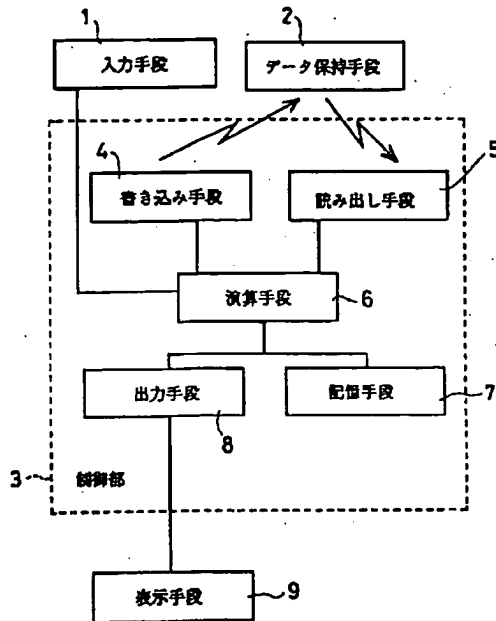 1
入力手段
2
データ保持手段
4
書き込み手段
5
読み出し手段
演算手段
6
出力手段
8
記憶手段
7
3
制御部
表示手段
9